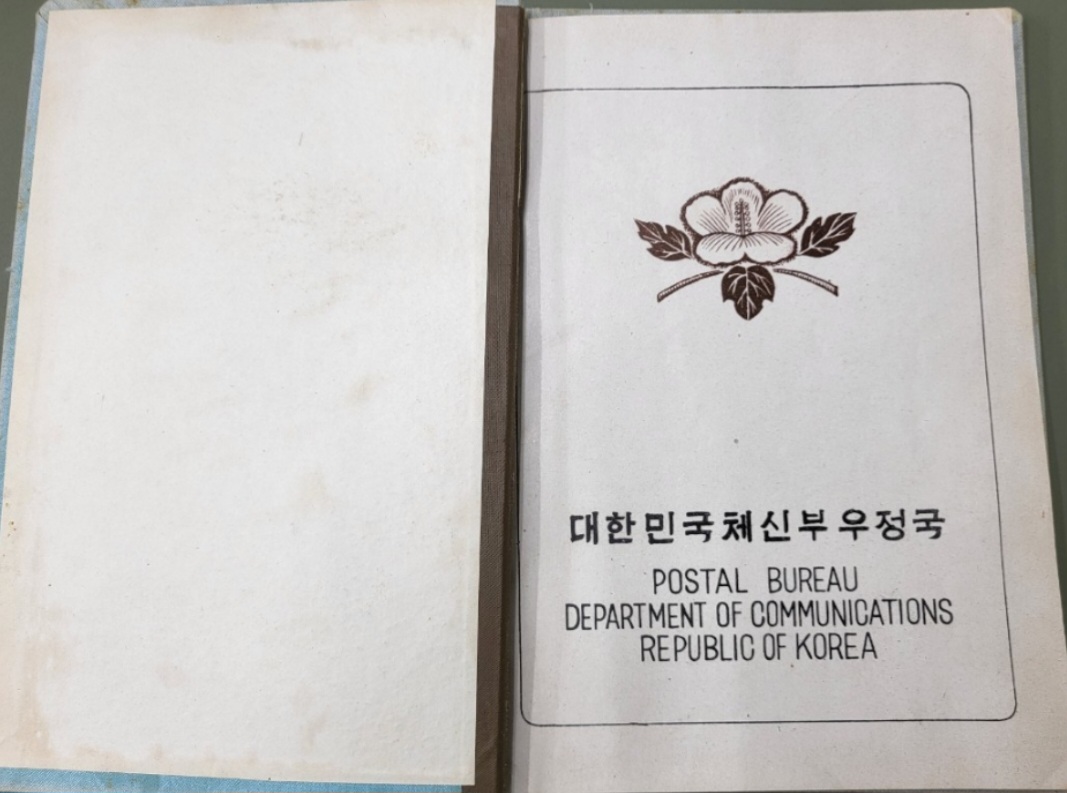 대한민국체신부우정국
POSTAL BUREAU
DEPARTMENT OF COMMUNICATIONS
REPUBLIC OF KOREA